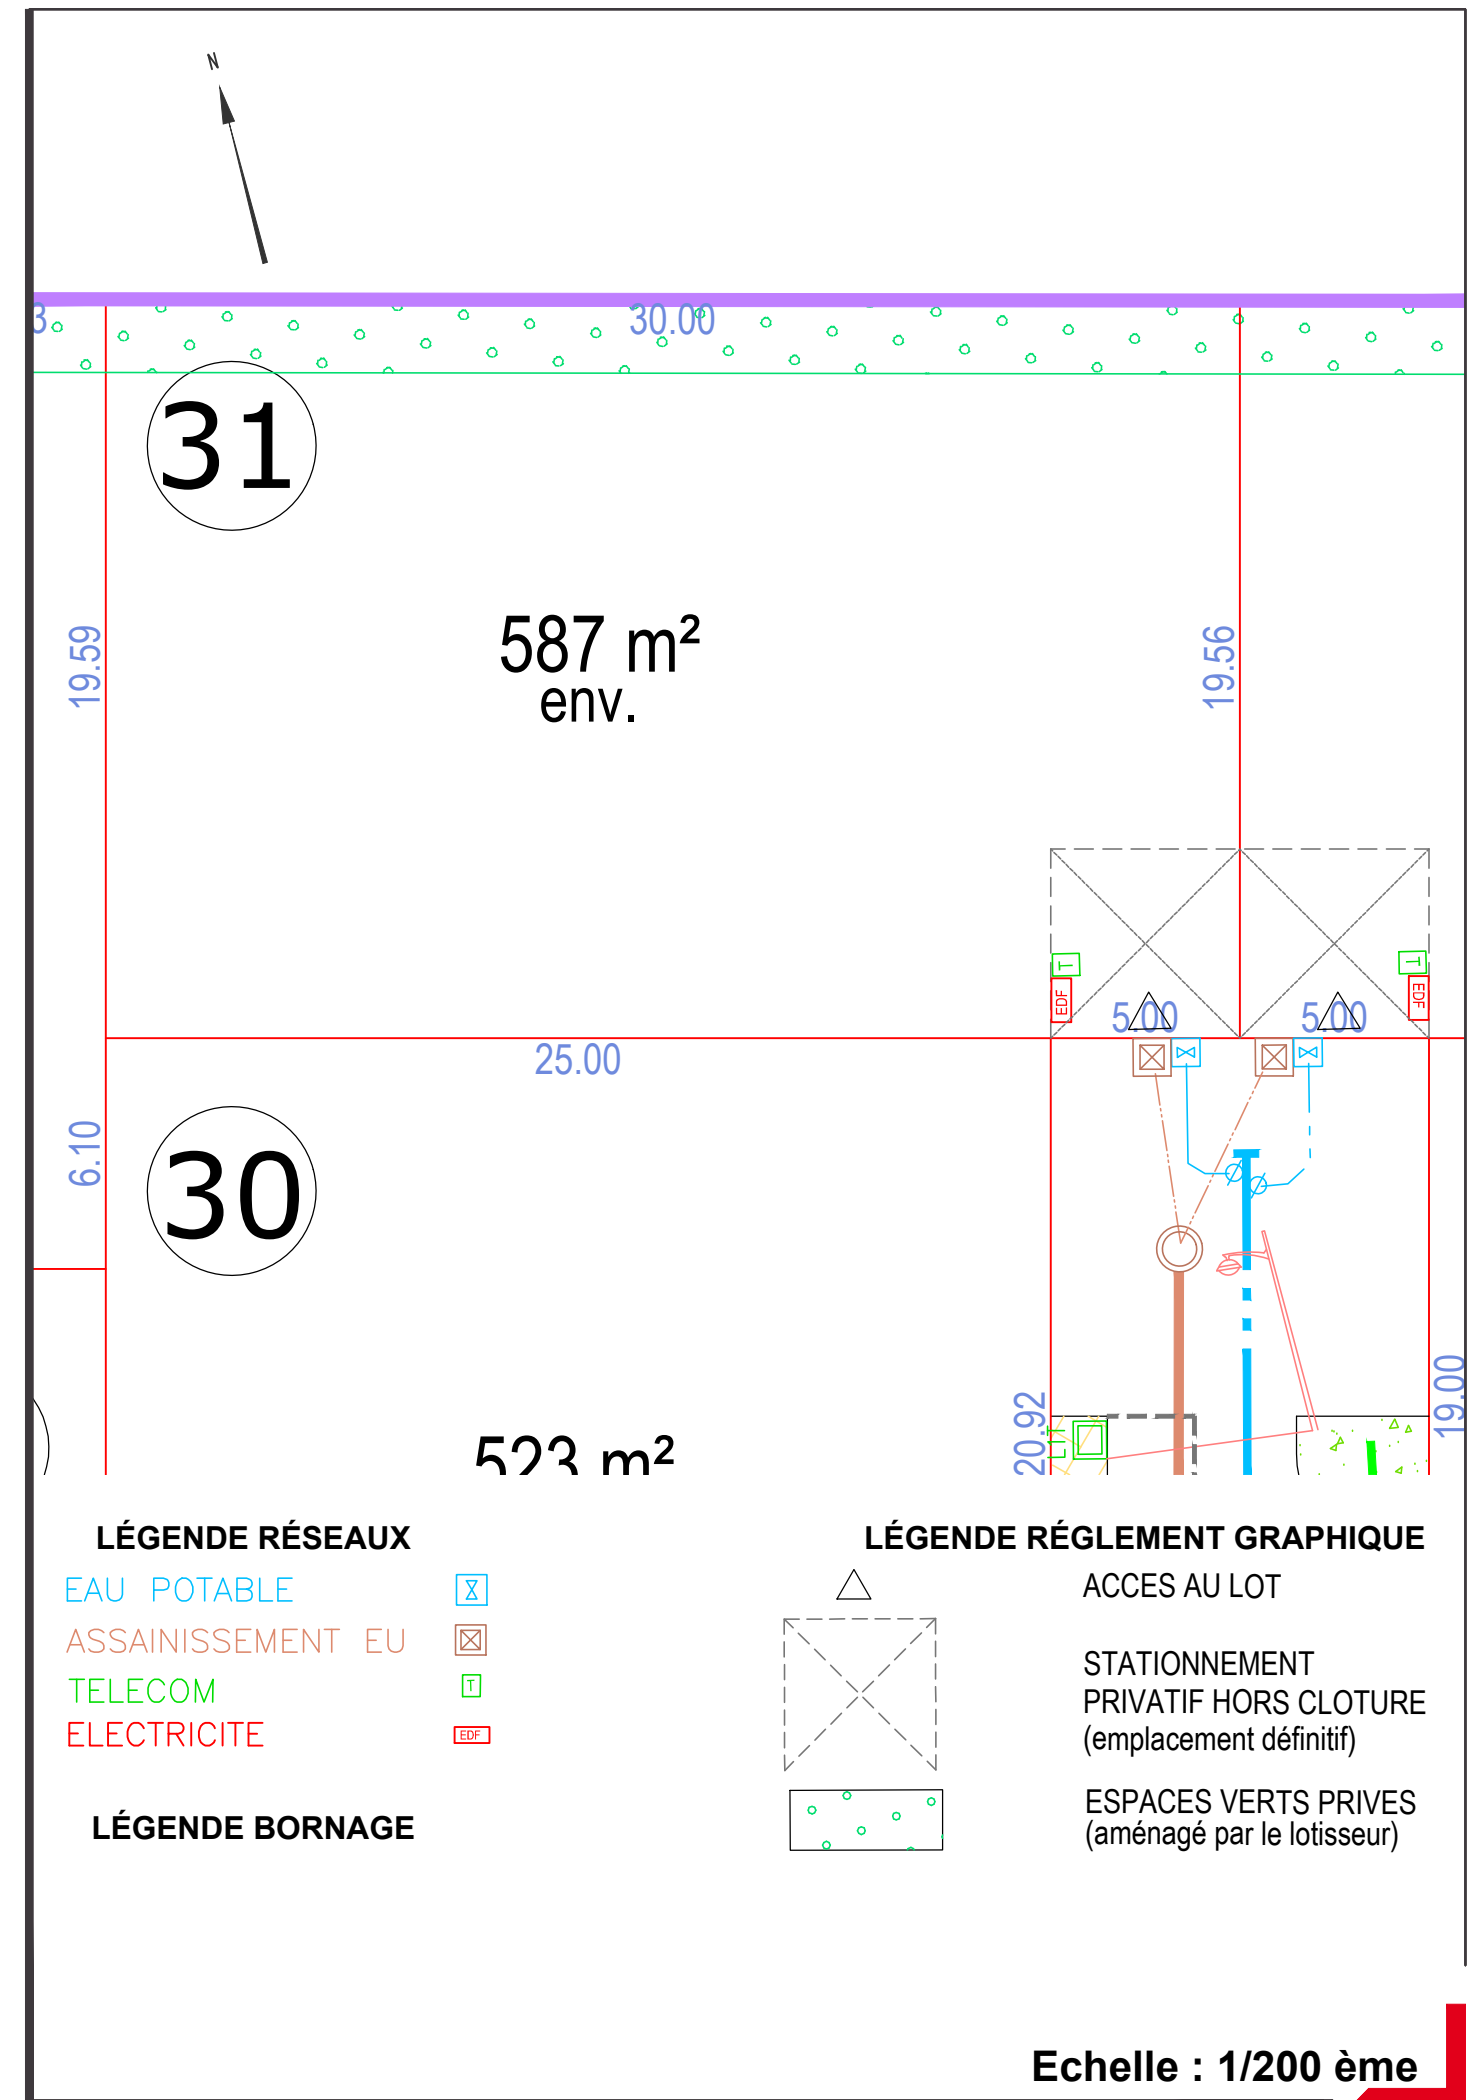 N
3
30.00
31
587 m²
env.
19.59
19.56
T
T
EDF
EDF
5.00
5.00
25.00
6.10
30
20.92
19.00
523 m²
LÉGENDE RÉSEAUX
EAU POTABLE
ASSAINISSEMENT EU
TELECOM
T
ELECTRICITE
EDF
LÉGENDE BORNAGE
LÉGENDE RÉGLEMENT GRAPHIQUE
ACCES AU LOT
STATIONNEMENT
PRIVATIF HORS CLOTURE
(emplacement définitif)
ESPACES VERTS PRIVES
(aménagé par le lotisseur)
Echelle : 1/200 ème